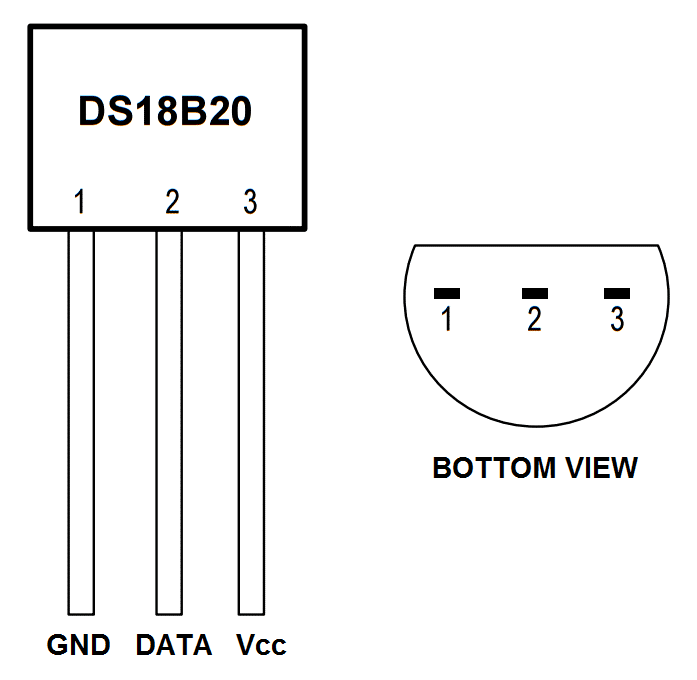 DS18B20
1 2 3
GND DATA Vcc
1 2 3
BOTTOM VIEW